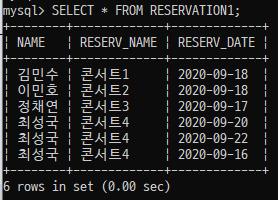 mysql> SELECT * FROM RESERVATION1;
+--------+-------------+-------------+
| NAME | RESERV_NAME | RESERV_DATE |
+--------+-------------+-------------+
| 김민수 | 콘서트1 | 2020-09-18 |
| 이민호 | 콘서트2 | 2020-09-18 |
| 정채연 | 콘서트3 | 2020-09-17 |
| 최성국 | 콘서트4 | 2020-09-20 |
| 최성국 | 콘서트4 | 2020-09-22 |
| 최성국 | 콘서트4 | 2020-09-16 |
+--------+-------------+-------------+
6 rows in set (0.00 sec)